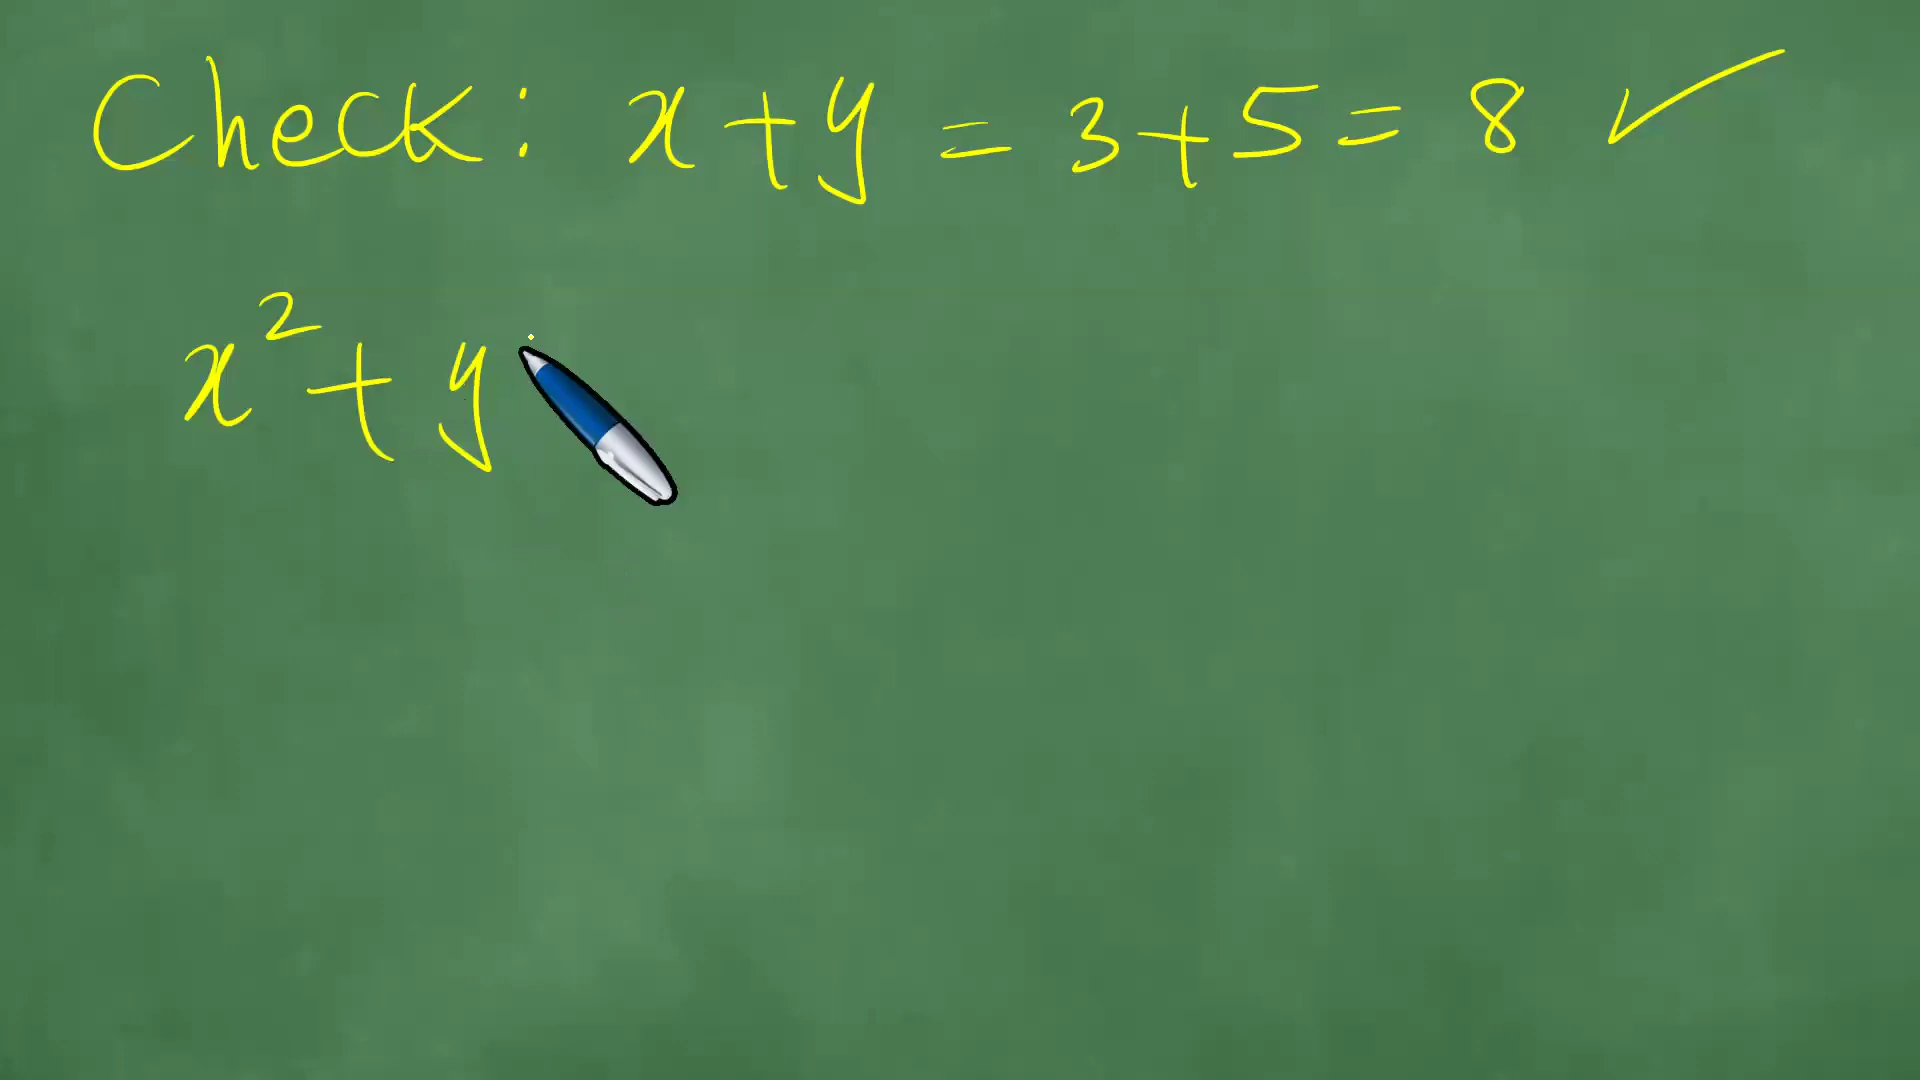 Check: x + y = 3 + 5 = 8 ✓
x² + y